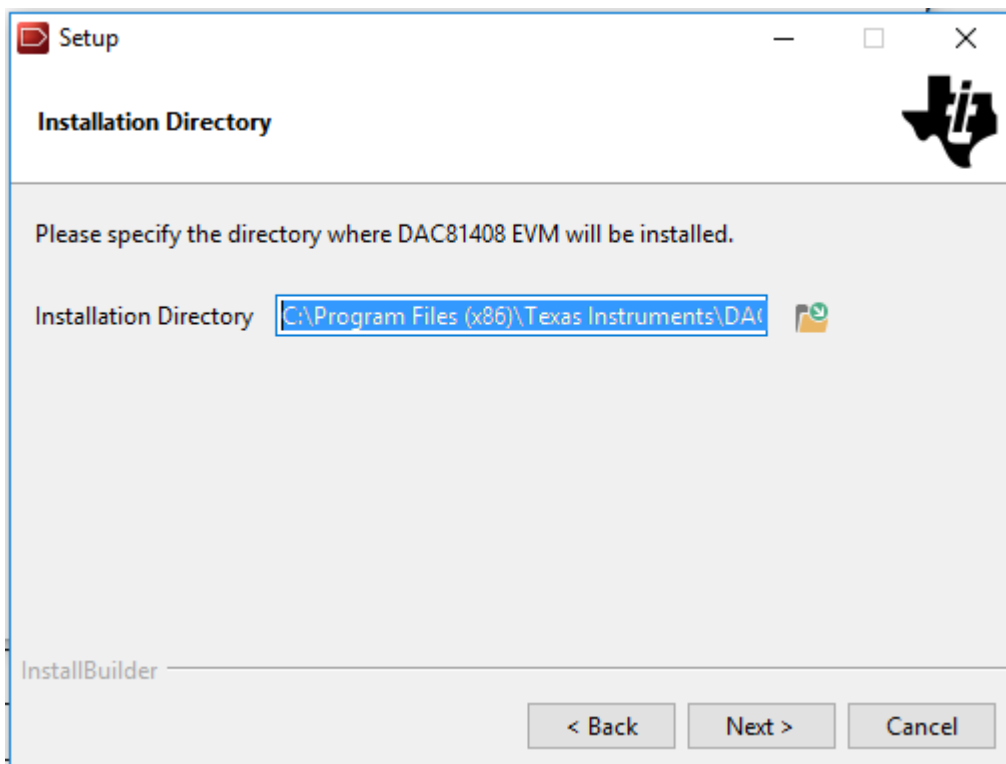 Setup
Installation Directory
Please specify the directory where DAC81408 EVM will be installed.
Installation Directory C:\Program Files (x86)\Texas Instruments\DA
InstallBuilder
< Back Next > Cancel